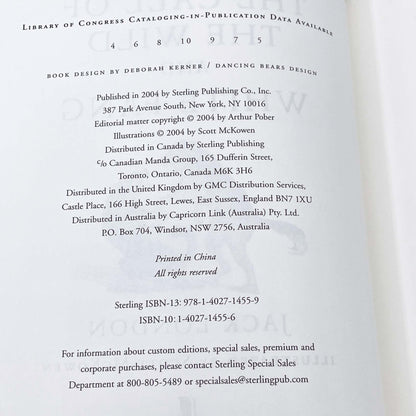 Library of Congress Cataloging-in-Publication Data Available
4 6 8 10 9 7 5
BOOK DESIGN BY DEBORAH KERNER / DANCING BEARS DESIGN
Published in 2004 by Sterling Publishing Co., Inc.
387 Park Avenue South, New York, NY 10016
Editorial matter copyright © 2004 by Arthur Pober
Illustrations © 2004 by Scott McKowen
Distributed in Canada by Sterling Publishing
c/o Canadian Manda Group, 165 Dufferin Street,
Toronto, Ontario, Canada M6K 3H6
Distributed in the United Kingdom by GMC Distribution Services,
Castle Place, 166 High Street, Lewes, East Sussex, England BN7 1XU
Distributed in Australia by Capricorn Link (Australia) Pty. Ltd.
P.O. Box 704, Windsor, NSW 2756, Australia
Printed in China
All rights reserved
Sterling ISBN-13: 978-1-4027-1455-9
ISBN-10: 1-4027-1455-6
JACK LONDON
For information about custom editions, special sales, premium and
corporate purchases, please contact Sterling Special Sales
Department at 800-805-5489 or specialsales@sterlingpub.com.